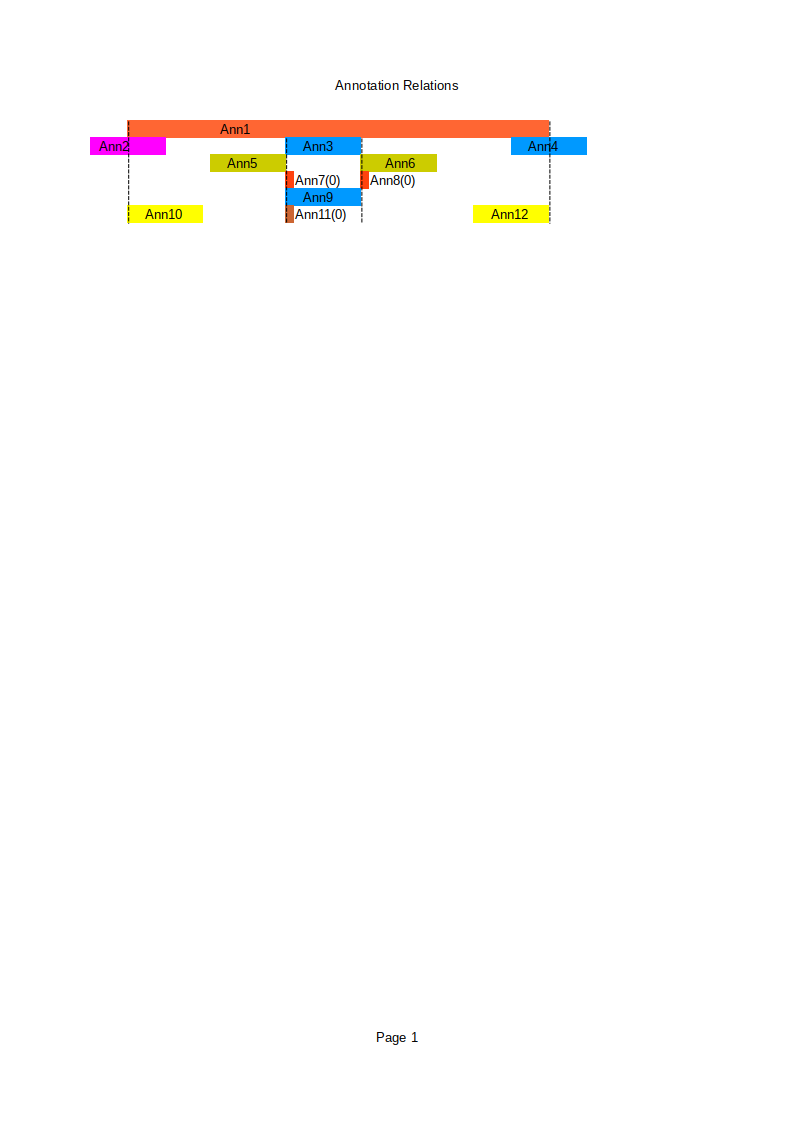 Annotation Relations
Ann1
Ann2 Ann3 Ann4
Ann5 Ann6
Ann7(0) Ann8(0)
Ann9
Ann10 Ann11(0) Ann12
Page 1